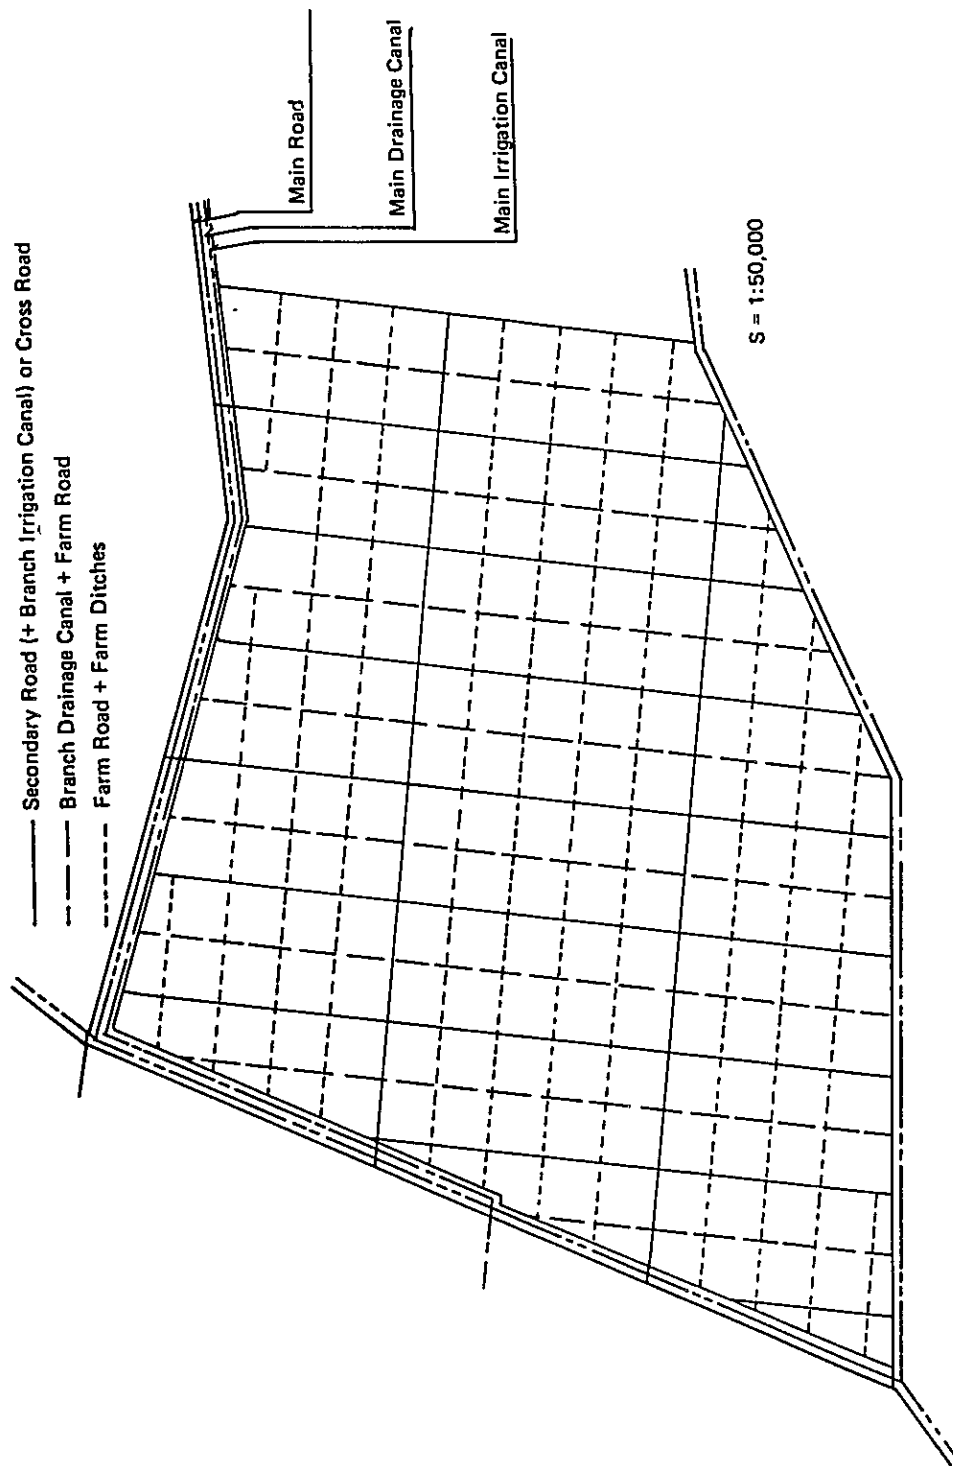 Secondary Road (+ Branch Irrigation Canal) or Cross Road
Branch Drainage Canal + Farm Road
Farm Road + Farm Ditches
Main Road
Main Drainage Canal
Main Irrigation Canal
S = 1:50,000